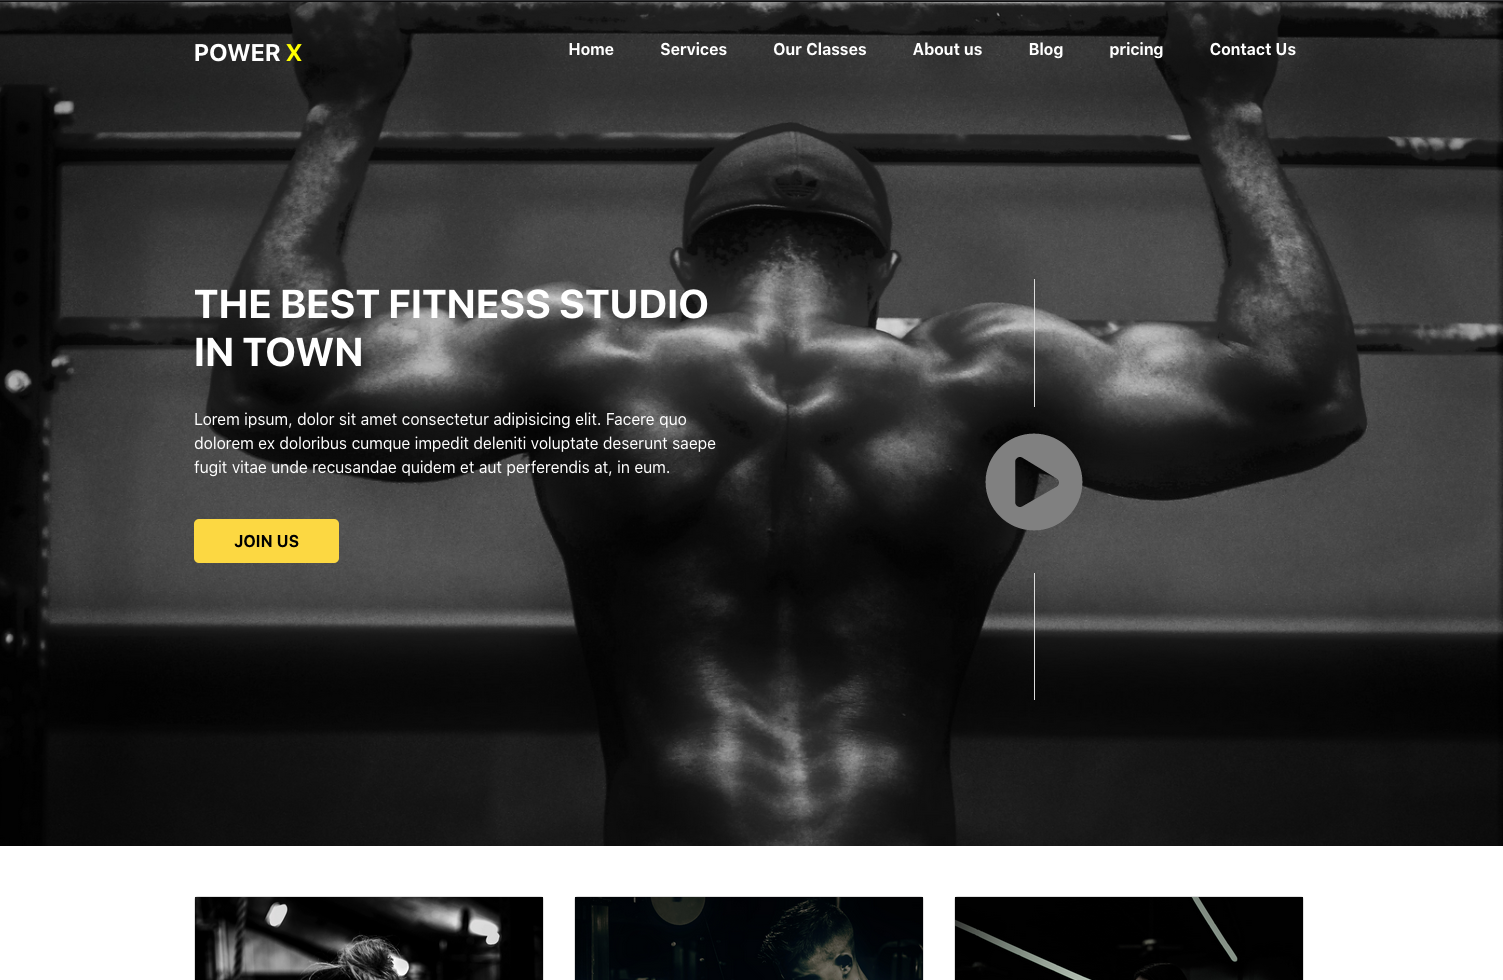 POWER X
Home Services Our Classes About us Blog pricing Contact Us
THE BEST FITNESS STUDIO
IN TOWN
Lorem ipsum, dolor sit amet consectetur adipisicing elit. Facere quo
dolorem ex doloribus cumque impedit deleniti voluptate deserunt saepe
fugit vitae unde recusandae quidem et aut perferendis at, in eum.
JOIN US